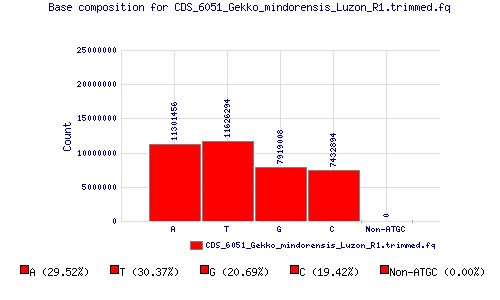 Base composition for CDS_6051_Gekko_mindorensis_Luzon_R1.trimmed.fq
25000000
20000000
15000000
10000000
5000000
0
Count
11301456
11626294
7919008
7432894
0
A T G C Non-ATGC
CDS_6051_Gekko_mindorensis_Luzon_R1.trimmed.fq
A (29.52%) T (30.37%) G (20.69%) C (19.42%) Non-ATGC (0.00%)